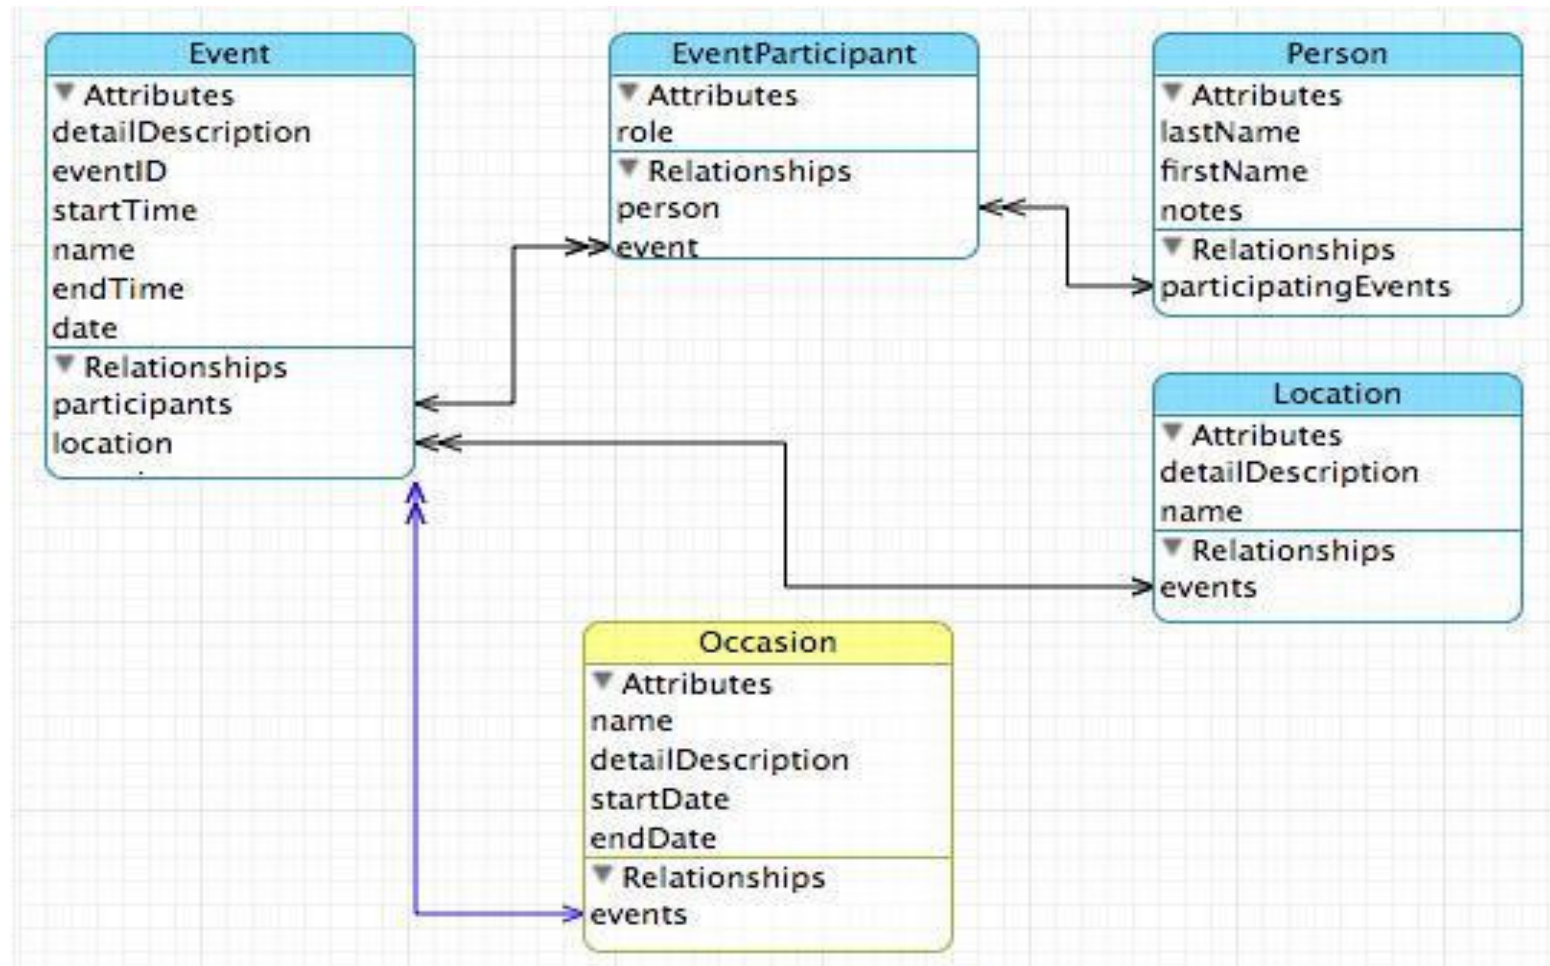 Event
Attributes
detailDescription
eventID
startTime
name
endTime
date
Relationships
participants
location
EventParticipant
Attributes
role
Relationships
person
event
Person
Attributes
lastName
firstName
notes
Relationships
participatingEvents
Location
Attributes
detailDescription
name
Relationships
events
Occasion
Attributes
name
detailDescription
startDate
endDate
Relationships
events